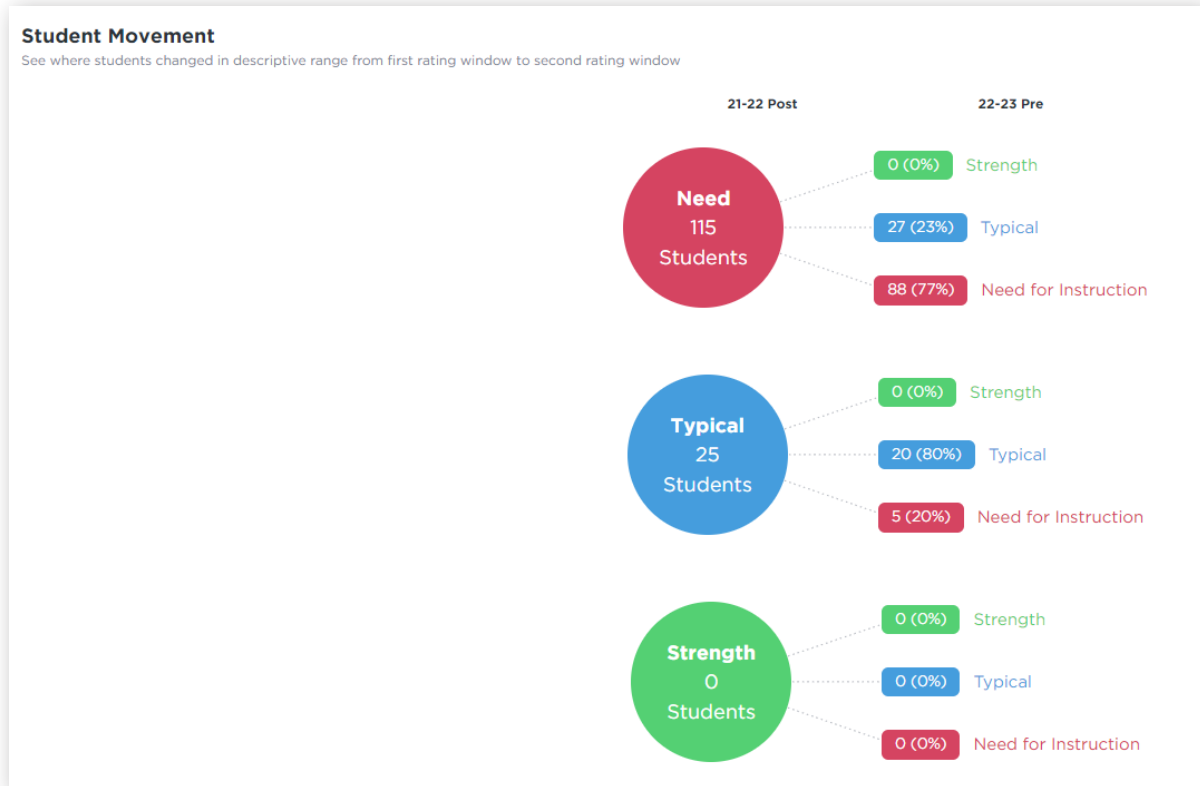 Student Movement
See where students changed in descriptive range from first rating window to second rating window
21-22 Post
22-23 Pre
Need
115
Students
0 (0%) Strength
27 (23%) Typical
88 (77%) Need for Instruction
Typical
25
Students
0 (0%) Strength
20 (80%) Typical
5 (20%) Need for Instruction
Strength
0
Students
0 (0%) Strength
0 (0%) Typical
0 (0%) Need for Instruction